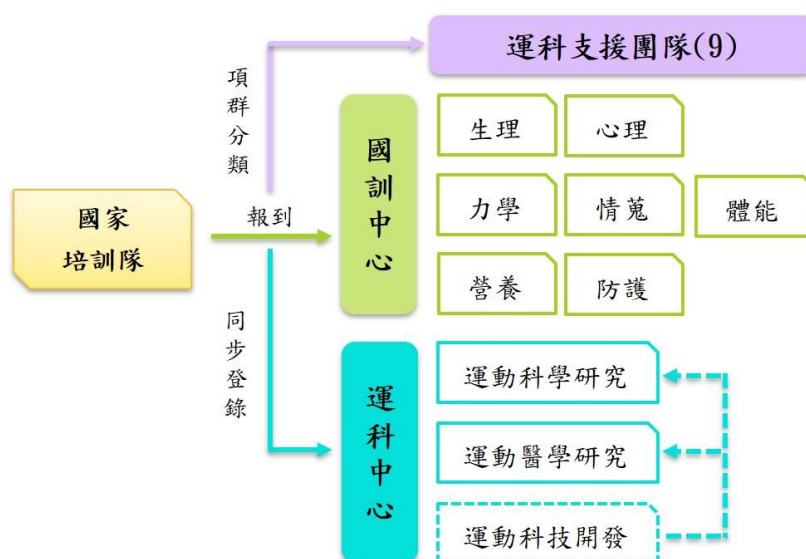 運科支援團隊(9)
項群分類
國訓中心
生理
心理
國家
培訓隊
報到
力學
情蒐
體能
營養
防護
同步登錄
運科中心
運動科學研究
運動醫學研究
運動科技開發